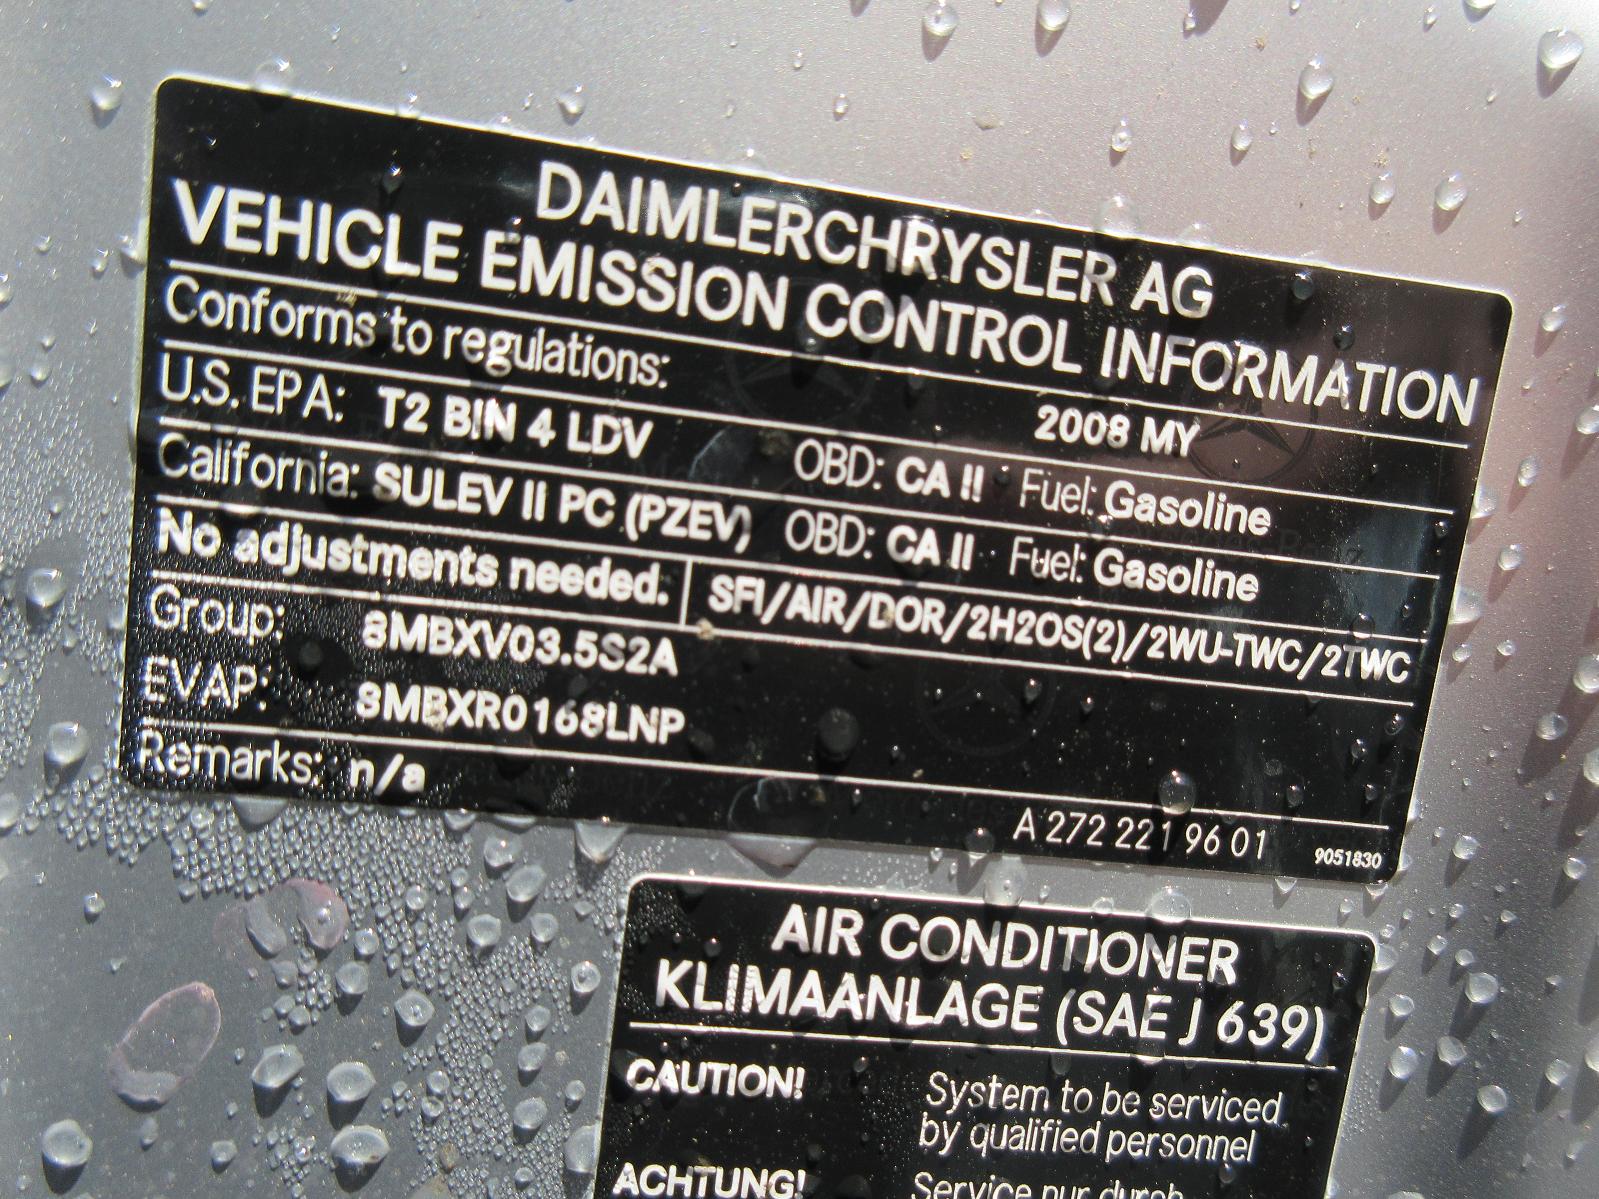 DAIMLERCHRYSLER AG
VEHICLE EMISSION CONTROL INFORMATION
Conforms to regulations: 2008 MY
U.S. EPA: T2 BIN 4 LDV OBD: CA II Fuel: Gasoline
California: SULEV II PC (PZEV) OBD: CA II Fuel: Gasoline
No adjustments needed. SFI/AIR/DOR/2H2OS(2)/2WU-TWC/2TWC
Group: 8MBXV03.5S2A
EVAP: 8MBXR0168LNP
Remarks: n/a
A 272 221 96 01 9051830
AIR CONDITIONER
KLIMAANLAGE (SAE J 639)
CAUTION! System to be serviced
by qualified personnel
ACHTUNG! Service nur durch